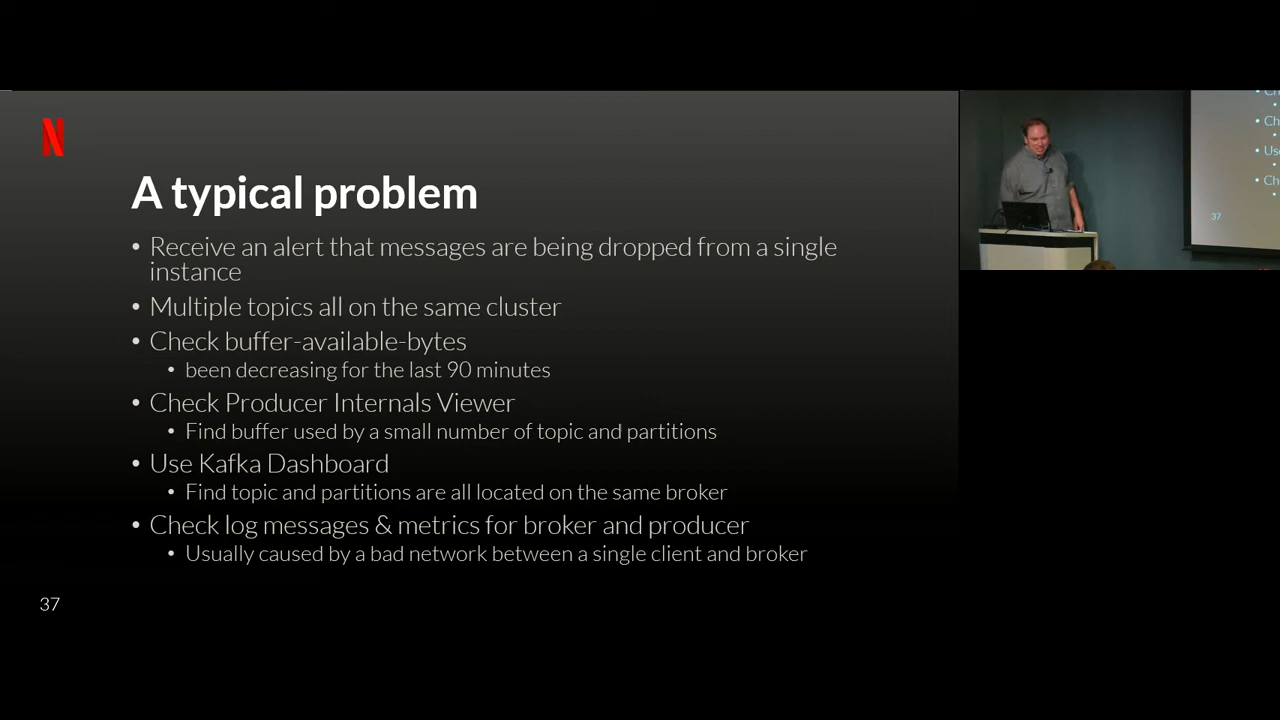 N
A typical problem
• Receive an alert that messages are being dropped from a single
instance
• Multiple topics all on the same cluster
• Check buffer-available-bytes
• been decreasing for the last 90 minutes
• Check Producer Internals Viewer
• Find buffer used by a small number of topic and partitions
• Use Kafka Dashboard
• Find topic and partitions are all located on the same broker
• Check log messages & metrics for broker and producer
• Usually caused by a bad network between a single client and broker
37
• Ch
• Us
• Ch
37